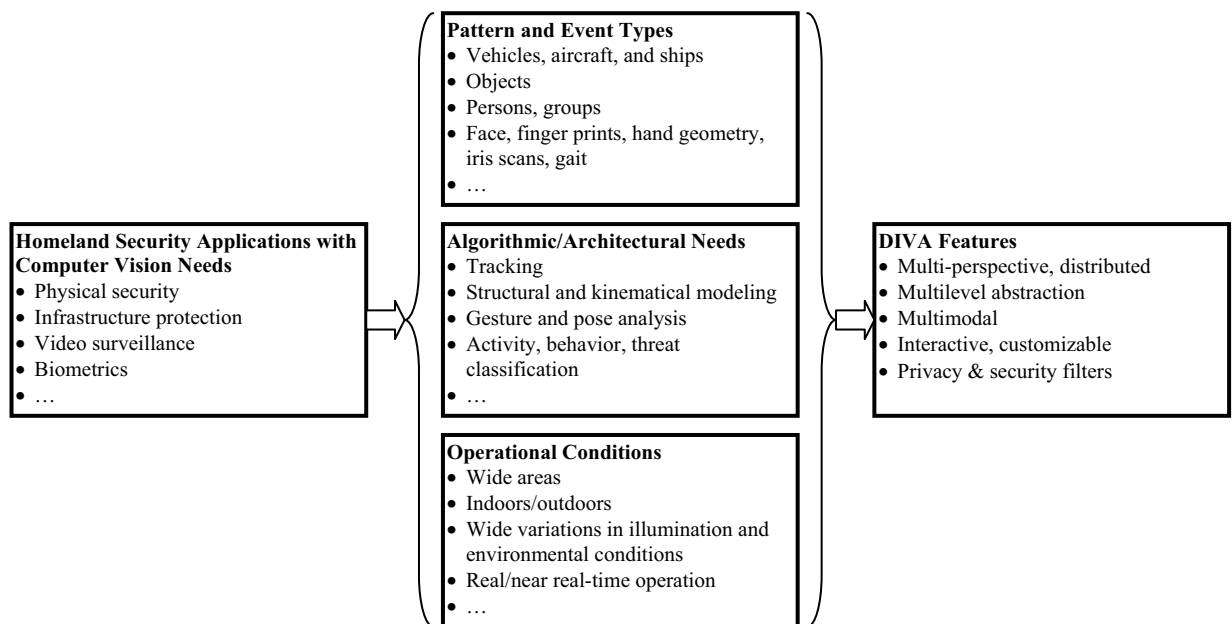 Homeland Security Applications with
Computer Vision Needs
• Physical security
• Infrastructure protection
• Video surveillance
• Biometrics
• …
Pattern and Event Types
• Vehicles, aircraft, and ships
• Objects
• Persons, groups
• Face, finger prints, hand geometry,
iris scans, gait
• …
Algorithmic/Architectural Needs
• Tracking
• Structural and kinematical modeling
• Gesture and pose analysis
• Activity, behavior, threat
classification
• …
Operational Conditions
• Wide areas
• Indoors/outdoors
• Wide variations in illumination and
environmental conditions
• Real/near real-time operation
• …
DIVA Features
• Multi-perspective, distributed
• Multilevel abstraction
• Multimodal
• Interactive, customizable
• Privacy & security filters